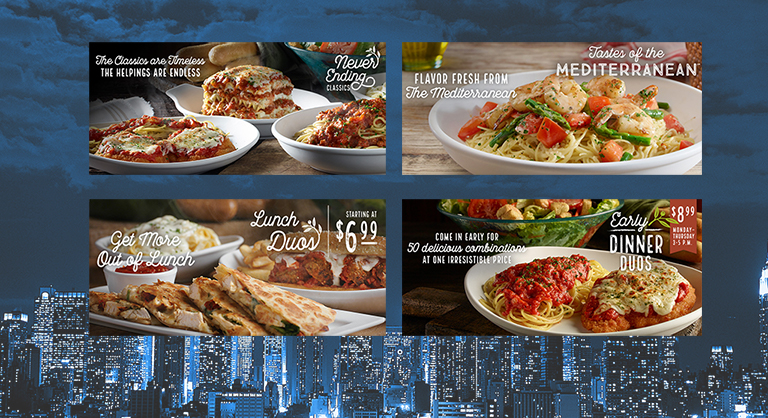 The Classics are Timeless
THE HELPINGS ARE ENDLESS
Never
Ending
CLASSICS
FLAVOR FRESH FROM
The Mediterranean
Tastes of the
MEDITERRANEAN
Get More
Out of Lunch
Lunch
Duos
STARTING AT
$6.99
COME IN EARLY FOR
50 delicious combinations
AT ONE IRRESISTIBLE PRICE
Early
DINNER
DUOS
$8.99
MONDAY-
THURSDAY
3-5 P.M.